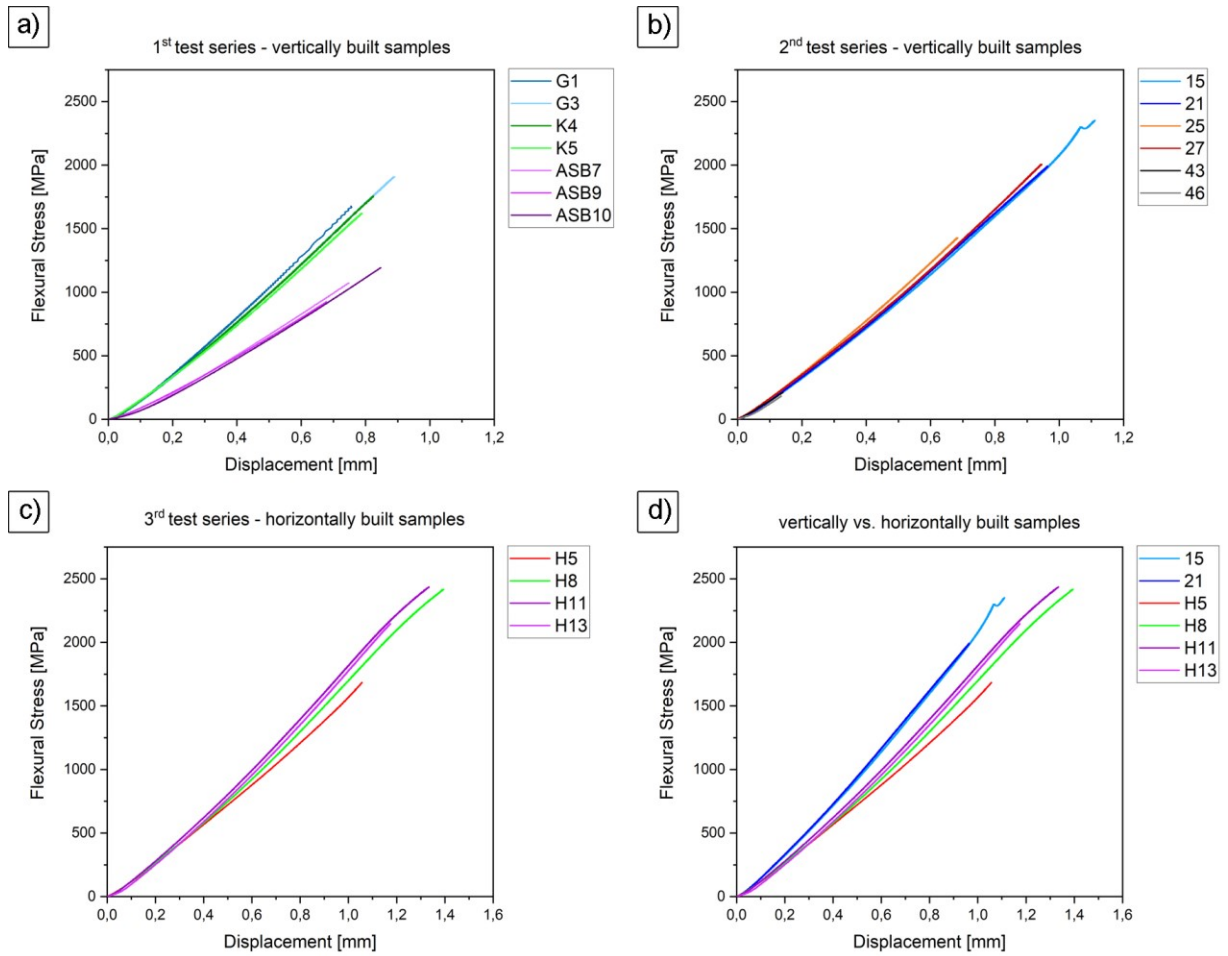 a)
1st test series - vertically built samples
Flexural Stress [MPa]
2500
2000
1500
1000
500
0
0,0 0,2 0,4 0,6 0,8 1,0 1,2
Displacement [mm]
G1
G3
K4
K5
ASB7
ASB9
ASB10
b)
2nd test series - vertically built samples
Flexural Stress [MPa]
2500
2000
1500
1000
500
0
0,0 0,2 0,4 0,6 0,8 1,0 1,2
Displacement [mm]
15
21
25
27
43
46
c)
3rd test series - horizontally built samples
Flexural Stress [MPa]
2500
2000
1500
1000
500
0
0,0 0,2 0,4 0,6 0,8 1,0 1,2 1,4 1,6
Displacement [mm]
H5
H8
H11
H13
d)
vertically vs. horizontally built samples
Flexural Stress [MPa]
2500
2000
1500
1000
500
0
0,0 0,2 0,4 0,6 0,8 1,0 1,2 1,4 1,6
Displacement [mm]
15
21
H5
H8
H11
H13